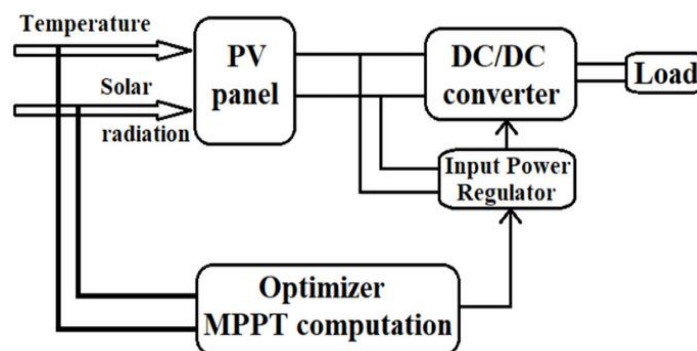 Temperature
Solar
radiation
PV
panel
DC/DC
converter
Load
Input Power
Regulator
Optimizer
MPPT computation